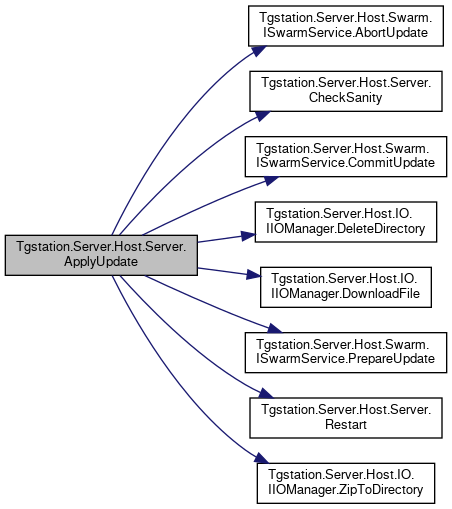 Tgstation.Server.Host.Server.
ApplyUpdate
Tgstation.Server.Host.Swarm.
ISwarmService.AbortUpdate
Tgstation.Server.Host.Server.
CheckSanity
Tgstation.Server.Host.Swarm.
ISwarmService.CommitUpdate
Tgstation.Server.Host.IO.
IIOManager.DeleteDirectory
Tgstation.Server.Host.IO.
IIOManager.DownloadFile
Tgstation.Server.Host.Swarm.
ISwarmService.PrepareUpdate
Tgstation.Server.Host.Server.
Restart
Tgstation.Server.Host.IO.
IIOManager.ZipToDirectory